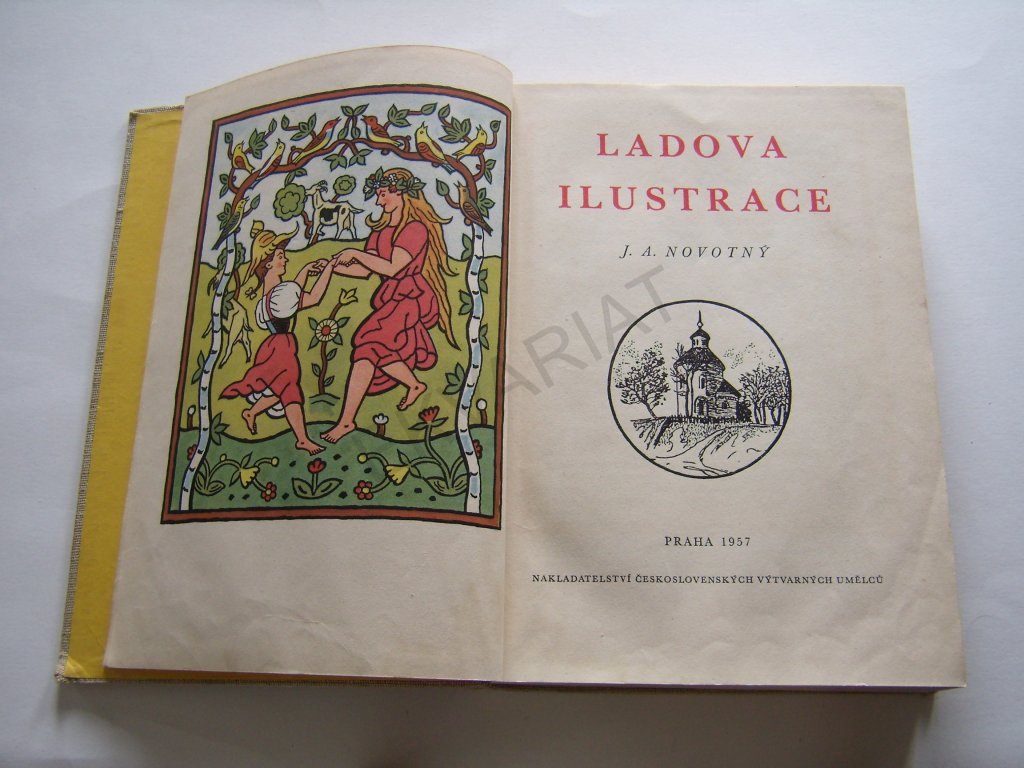 LADOVA
ILUSTRACE
J. A. NOVOTNÝ
PRAHA 1957
NAKLADATELSTVÍ ČESKOSLOVENSKÝCH VÝTVARNÝCH UMĚLCŮ